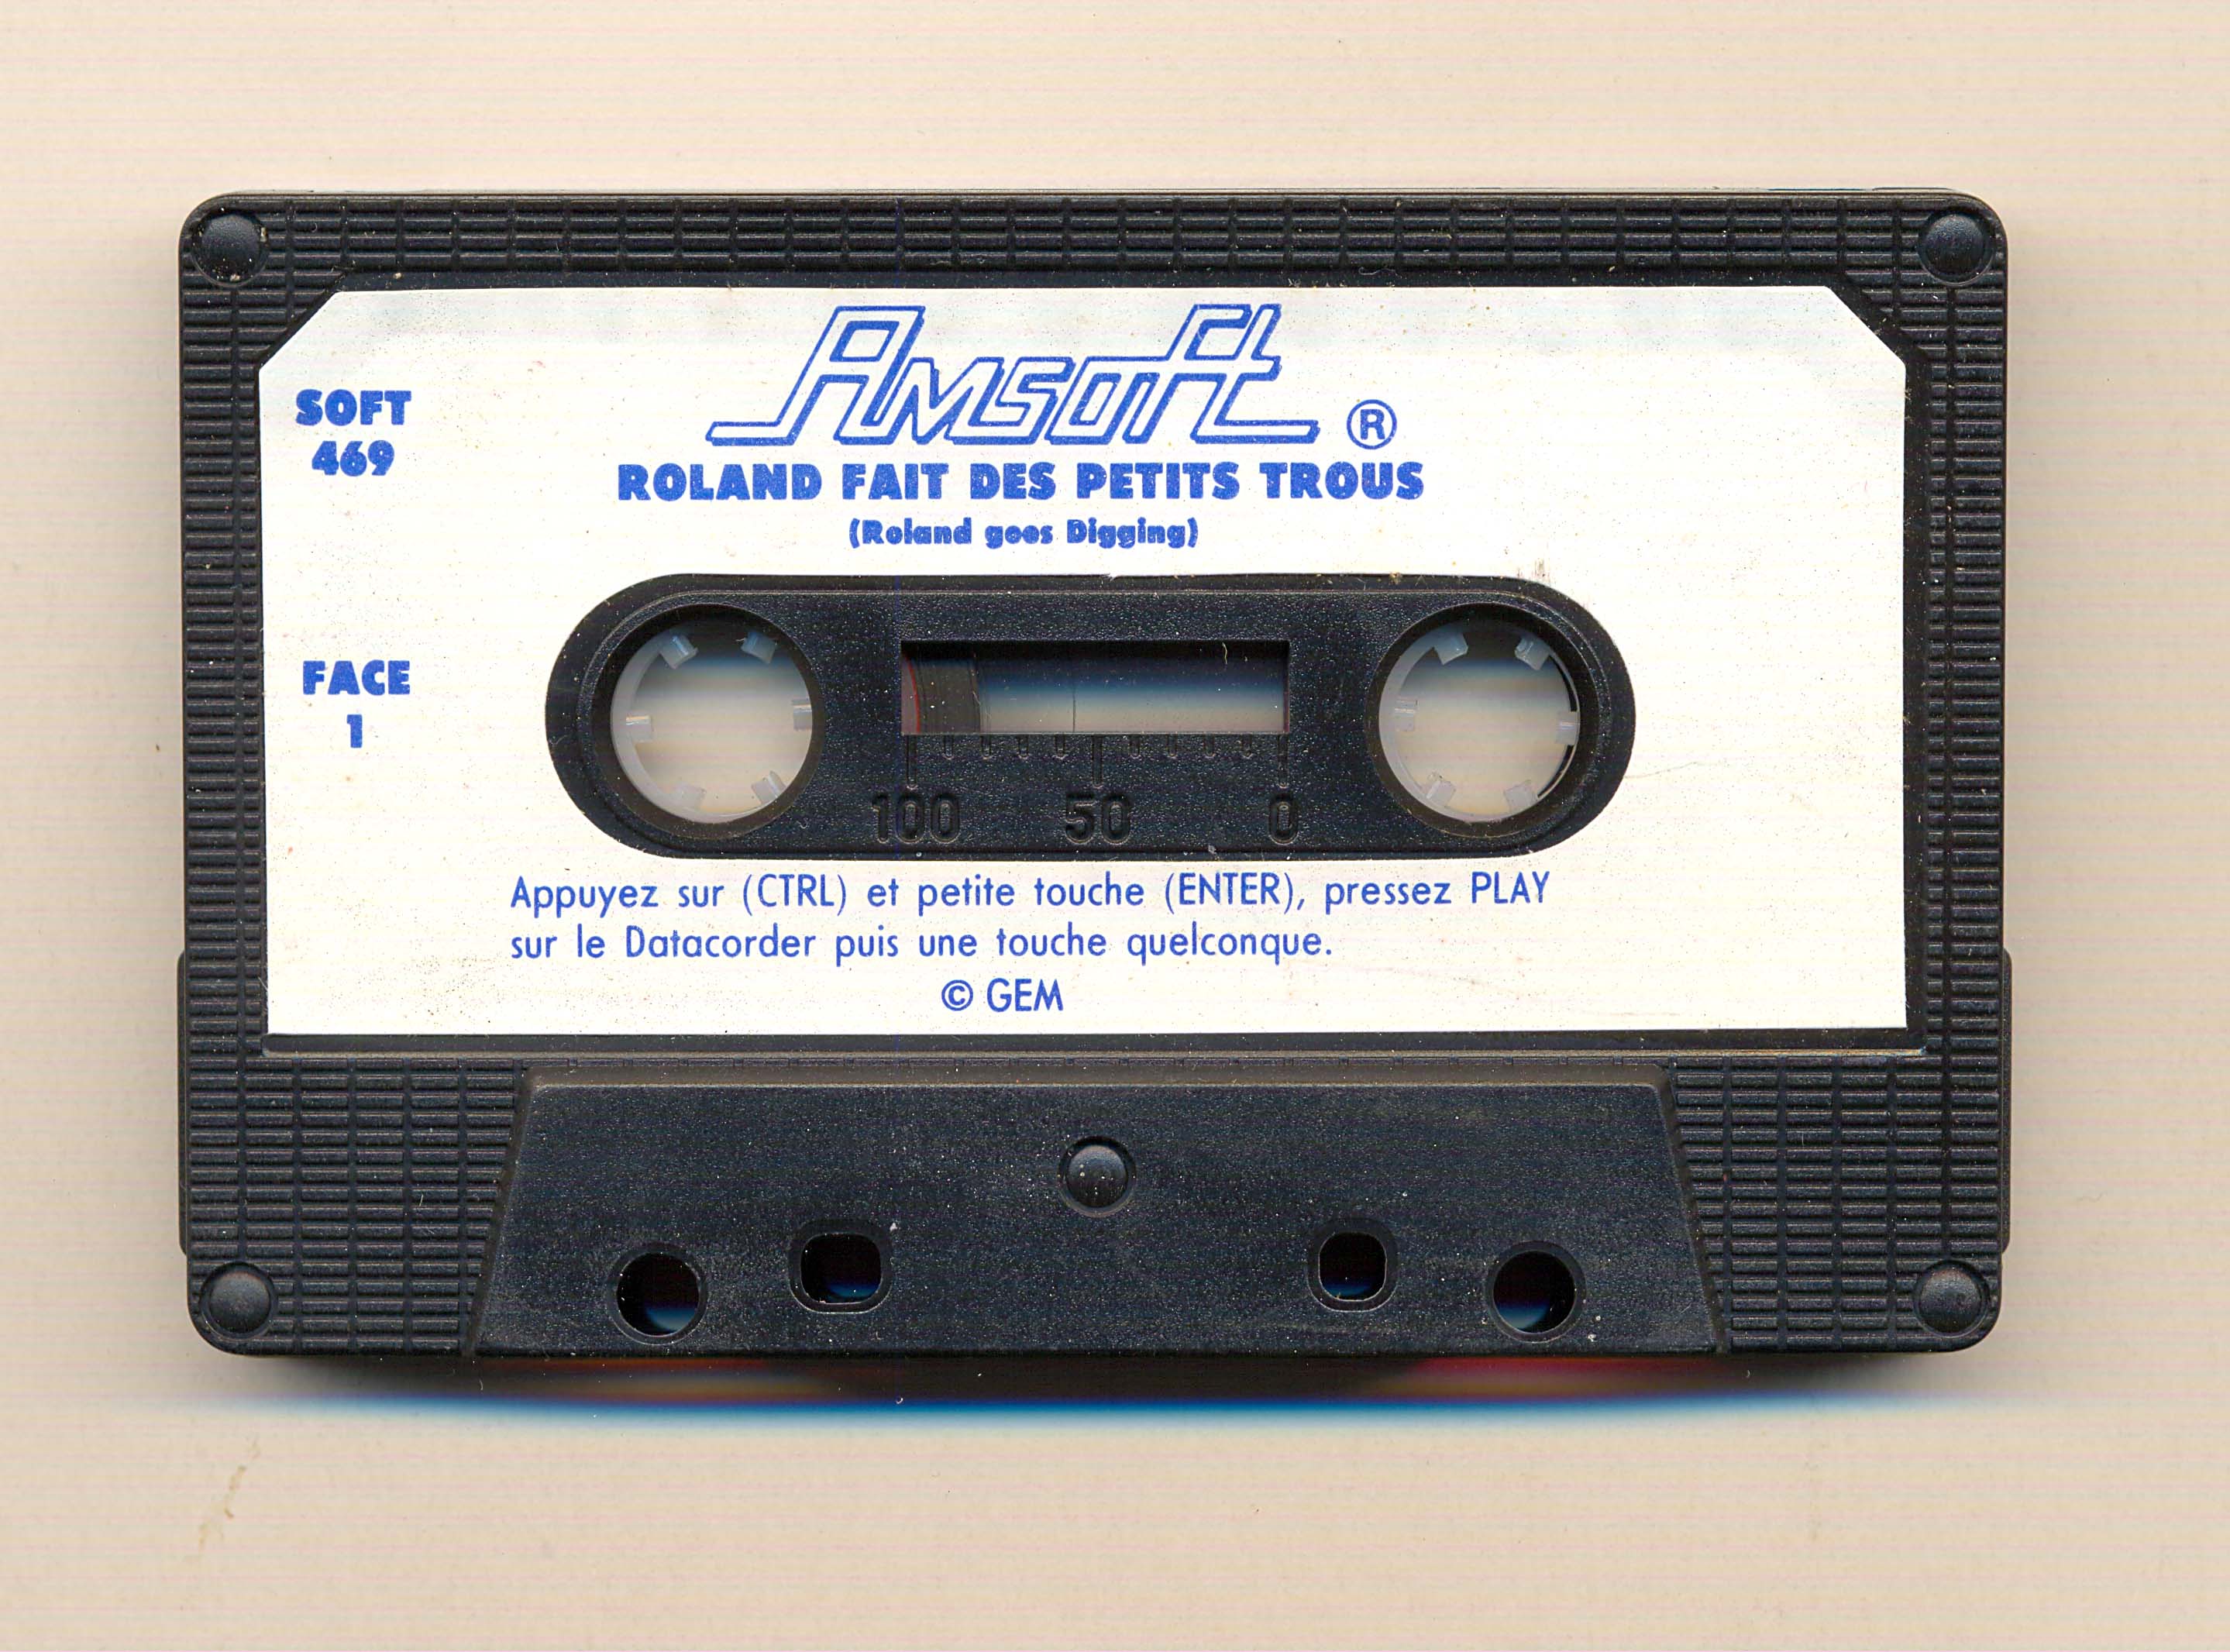 Amsoft ®
SOFT
469
ROLAND FAIT DES PETITS TROUS
(Roland goes Digging)
FACE
1
100 50 0
Appuyez sur (CTRL) et petite touche (ENTER), pressez PLAY
sur le Datacorder puis une touche quelconque.
© GEM